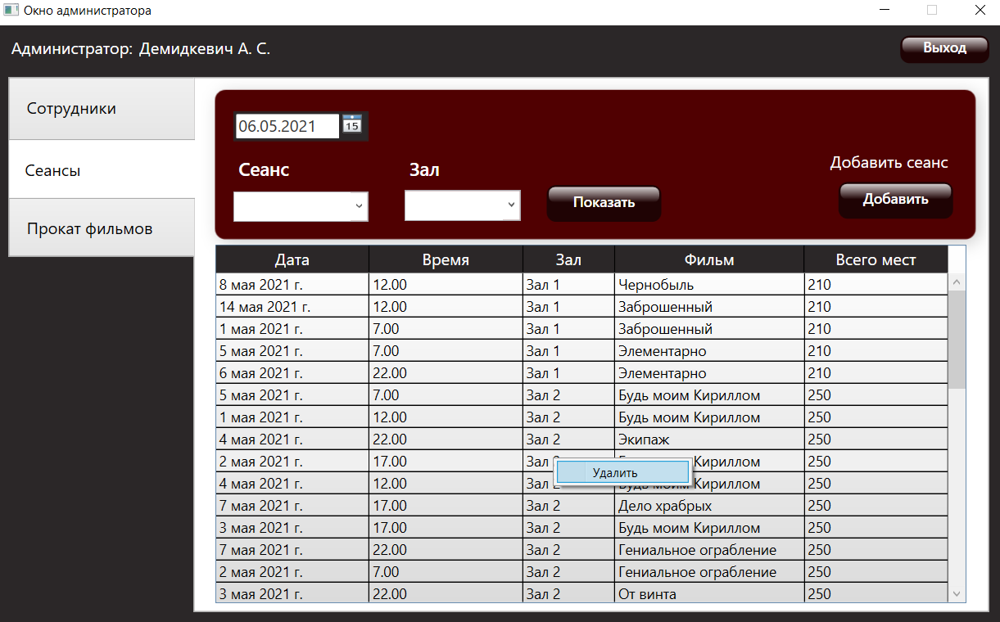 Окно администратора
Администратор: Демидкевич А. С.
Выход
Сотрудники
Сеансы
Прокат фильмов
06.05.2021
15
Сеанс Зал
Показать
Добавить сеанс
Добавить
Дата Время Зал Фильм Всего мест
8 мая 2021 г. 12.00 Зал 1 Чернобыль 210
14 мая 2021 г. 12.00 Зал 1 Заброшенный 210
1 мая 2021 г. 7.00 Зал 1 Заброшенный 210
5 мая 2021 г. 7.00 Зал 1 Элементарно 210
6 мая 2021 г. 22.00 Зал 1 Элементарно 210
5 мая 2021 г. 7.00 Зал 2 Будь моим Кириллом 250
1 мая 2021 г. 12.00 Зал 2 Будь моим Кириллом 250
4 мая 2021 г. 22.00 Зал 2 Экипаж 250
2 мая 2021 г. 17.00 Зал Кириллом 250
Удалить
4 мая 2021 г. 12.00 Зал Будь моим Кириллом 250
7 мая 2021 г. 17.00 Зал 2 Дело храбрых 250
3 мая 2021 г. 17.00 Зал 2 Будь моим Кириллом 250
7 мая 2021 г. 22.00 Зал 2 Гениальное ограбление 250
2 мая 2021 г. 7.00 Зал 2 Гениальное ограбление 250
3 мая 2021 г. 22.00 Зал 2 От винта 250